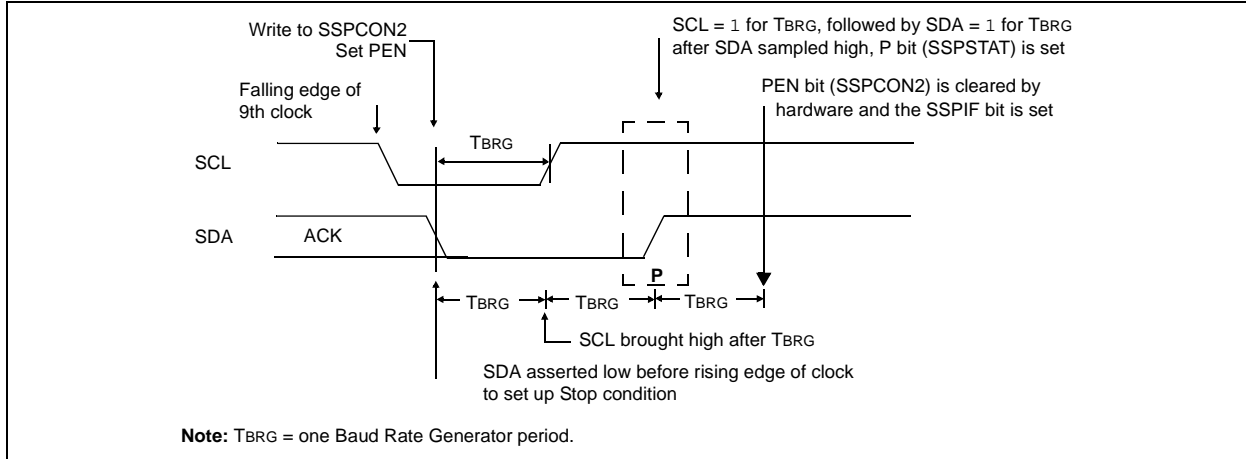 Write to SSPCON2
Set PEN
SCL = 1 for TBRG, followed by SDA = 1 for TBRG
after SDA sampled high, P bit (SSPSTAT) is set
Falling edge of
9th clock
PEN bit (SSPCON2) is cleared by
hardware and the SSPIF bit is set
TBRG
SCL
SDA
ACK
P
TBRG
TBRG
TBRG
SCL brought high after TBRG
SDA asserted low before rising edge of clock
to set up Stop condition
Note: TBRG = one Baud Rate Generator period.